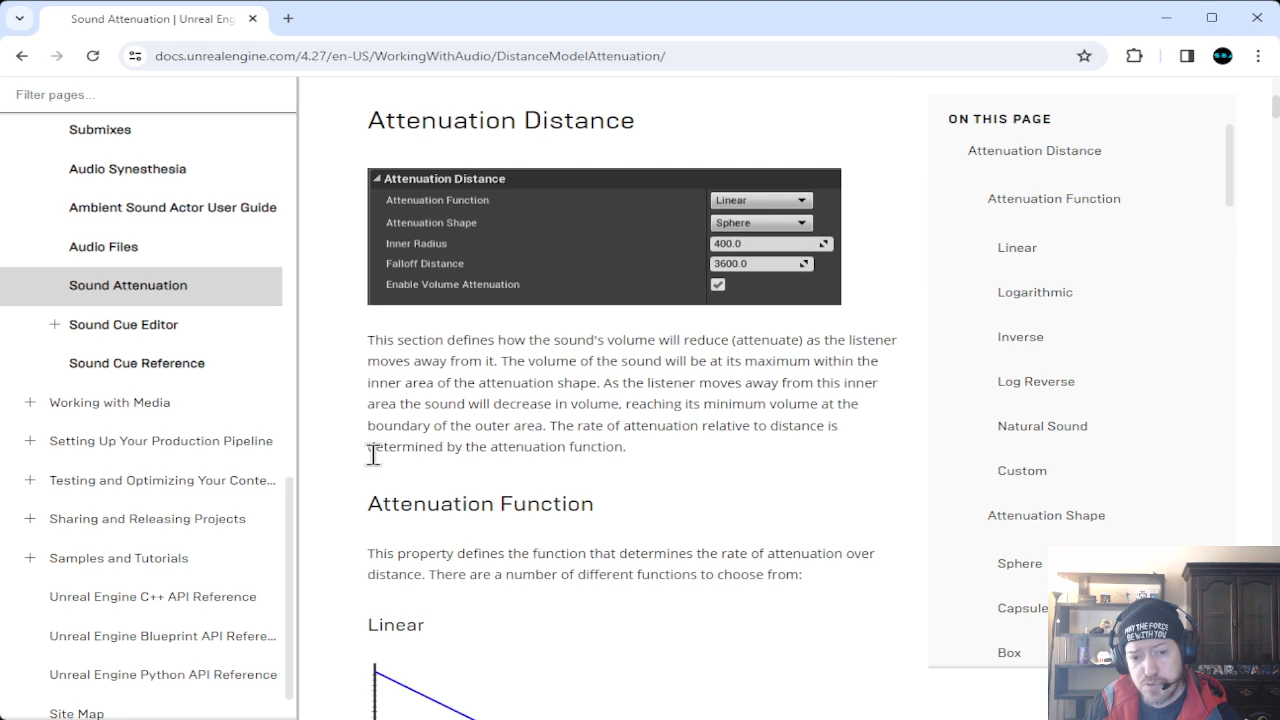 Sound Attenuation | Unreal Eng
docs.unrealengine.com/4.27/en-US/WorkingWithAudio/DistanceModelAttenuation/
Filter pages...
Submixes
Audio Synesthesia
Ambient Sound Actor User Guide
Audio Files
Sound Attenuation
Sound Cue Editor
Sound Cue Reference
Working with Media
Setting Up Your Production Pipeline
Testing and Optimizing Your Conte...
Sharing and Releasing Projects
Samples and Tutorials
Unreal Engine C++ API Reference
Unreal Engine Blueprint API Refere...
Unreal Engine Python API Reference
Site Map
Attenuation Distance
Attenuation Distance
Attenuation Function Linear
Attenuation Shape Sphere
Inner Radius 400.0
Falloff Distance 3600.0
Enable Volume Attenuation
This section defines how the sound's volume will reduce (attenuate) as the listener
moves away from it. The volume of the sound will be at its maximum within the
inner area of the attenuation shape. As the listener moves away from this inner
area the sound will decrease in volume, reaching its minimum volume at the
boundary of the outer area. The rate of attenuation relative to distance is
determined by the attenuation function.
Attenuation Function
This property defines the function that determines the rate of attenuation over
distance. There are a number of different functions to choose from:
Linear
ON THIS PAGE
Attenuation Distance
Attenuation Function
Linear
Logarithmic
Inverse
Log Reverse
Natural Sound
Custom
Attenuation Shape
Sphere
Capsule
Box
MAY THE FORCE
BE WITH YOU
STAR WARS